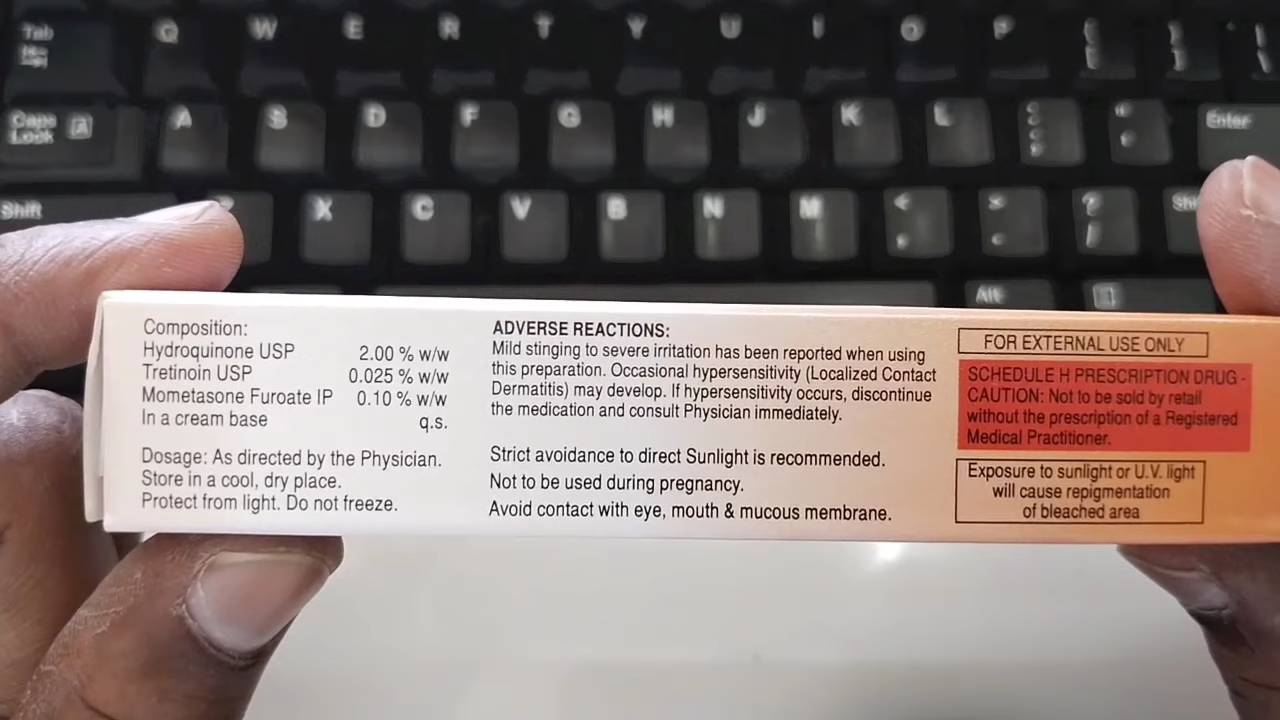 Tab
Q W E R T Y U I O P { [ } ]
Caps
Lock A
A S D F G H J K L
Enter
Shift
X C V B N M < , > . ? /
Alt
Composition:
Hydroquinone USP 2.00 % w/w
Tretinoin USP 0.025 % w/w
Mometasone Furoate IP 0.10 % w/w
In a cream base q.s.
Dosage: As directed by the Physician.
Store in a cool, dry place.
Protect from light. Do not freeze.
ADVERSE REACTIONS:
Mild stinging to severe irritation has been reported when using
this preparation. Occasional hypersensitivity (Localized Contact
Dermatitis) may develop. If hypersensitivity occurs, discontinue
the medication and consult Physician immediately.
Strict avoidance to direct Sunlight is recommended.
Not to be used during pregnancy.
Avoid contact with eye, mouth & mucous membrane.
FOR EXTERNAL USE ONLY
SCHEDULE H PRESCRIPTION DRUG -
CAUTION: Not to be sold by retail
without the prescription of a Registered
Medical Practitioner.
Exposure to sunlight or U.V. light
will cause repigmentation
of bleached area